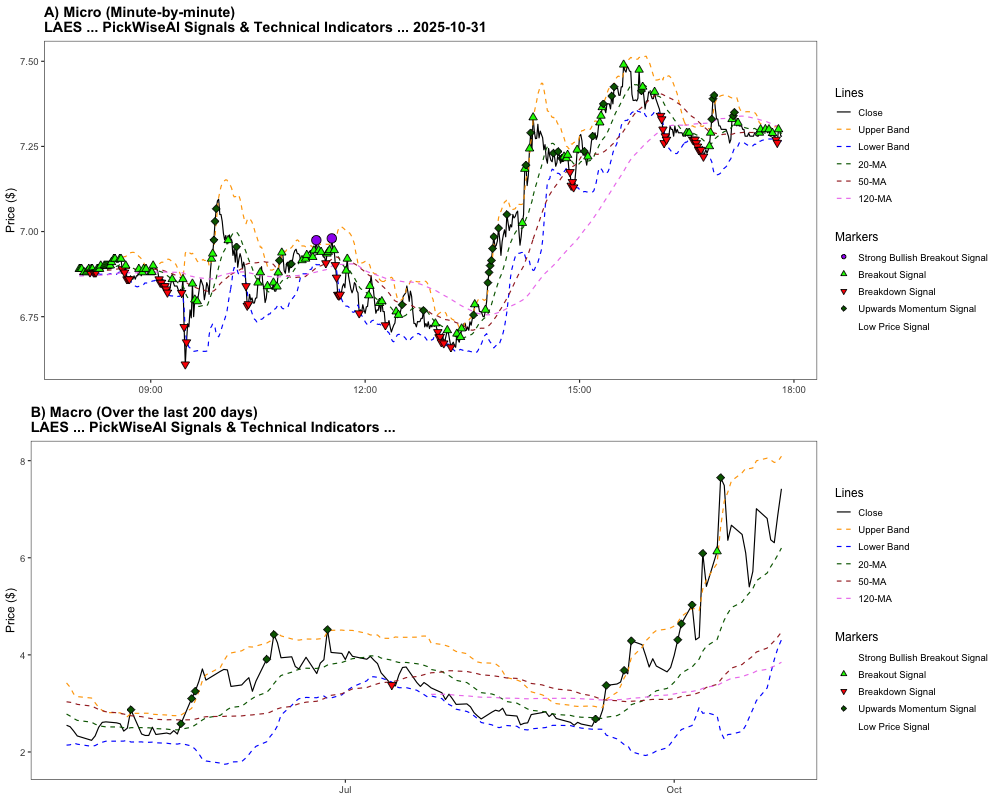 A) Micro (Minute-by-minute)
LAES ... PickWiseAI Signals & Technical Indicators ... 2025-10-31
7.50
7.25
7.00
6.75
Price ($)
09:00
12:00
15:00
18:00
Lines
Close
Upper Band
Lower Band
20-MA
50-MA
120-MA
Markers
Strong Bullish Breakout Signal
Breakout Signal
Breakdown Signal
Upwards Momentum Signal
Low Price Signal
B) Macro (Over the last 200 days)
LAES ... PickWiseAI Signals & Technical Indicators ...
8
6
4
2
Price ($)
Jul
Oct
Lines
Close
Upper Band
Lower Band
20-MA
50-MA
120-MA
Markers
Strong Bullish Breakout Signal
Breakout Signal
Breakdown Signal
Upwards Momentum Signal
Low Price Signal